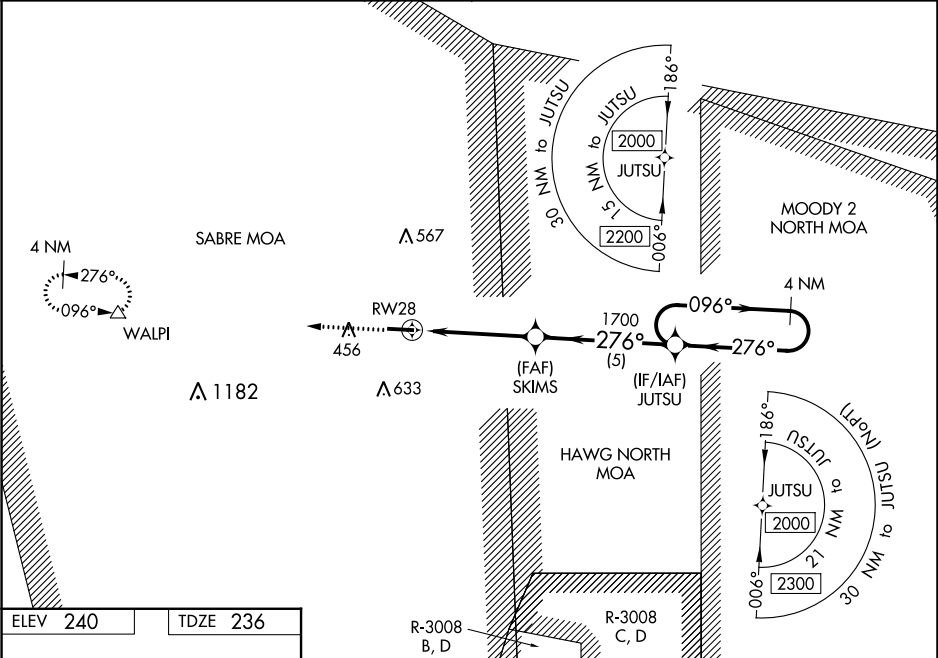 30 NM to JUTSU
15 NM to JUTSU
186°
2000
JUTSU
2200
006°
MOODY 2
NORTH MOA
SABRE MOA
567
4 NM
276°
096°
WALPI
RW28
456
1700
276°
(5)
096°
4 NM
276°
(FAF)
SKIMS
(IF/IAF)
JUTSU
1182
633
HAWG NORTH
MOA
186°
JUTSU
2000
2300
006°
21 NM to JUTSU
30 NM to JUTSU (NoPT)
ELEV 240
TDZE 236
R-3008
B, D
R-3008
C, D